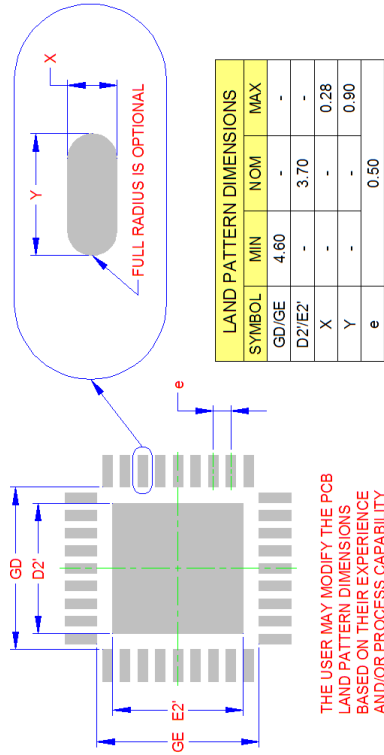 GD
D2'
GE
E2'
e
Y
X
FULL RADIUS IS OPTIONAL
THE USER MAY MODIFY THE PCB
LAND PATTERN DIMENSIONS
BASED ON THEIR EXPERIENCE
AND/OR PROCESS CAPABILITY
LAND PATTERN DIMENSIONS
SYMBOL MIN NOM MAX
GD/GE 4.60 - -
D2'/E2' - 3.70 -
X - - 0.28
Y - - 0.90
e 0.50